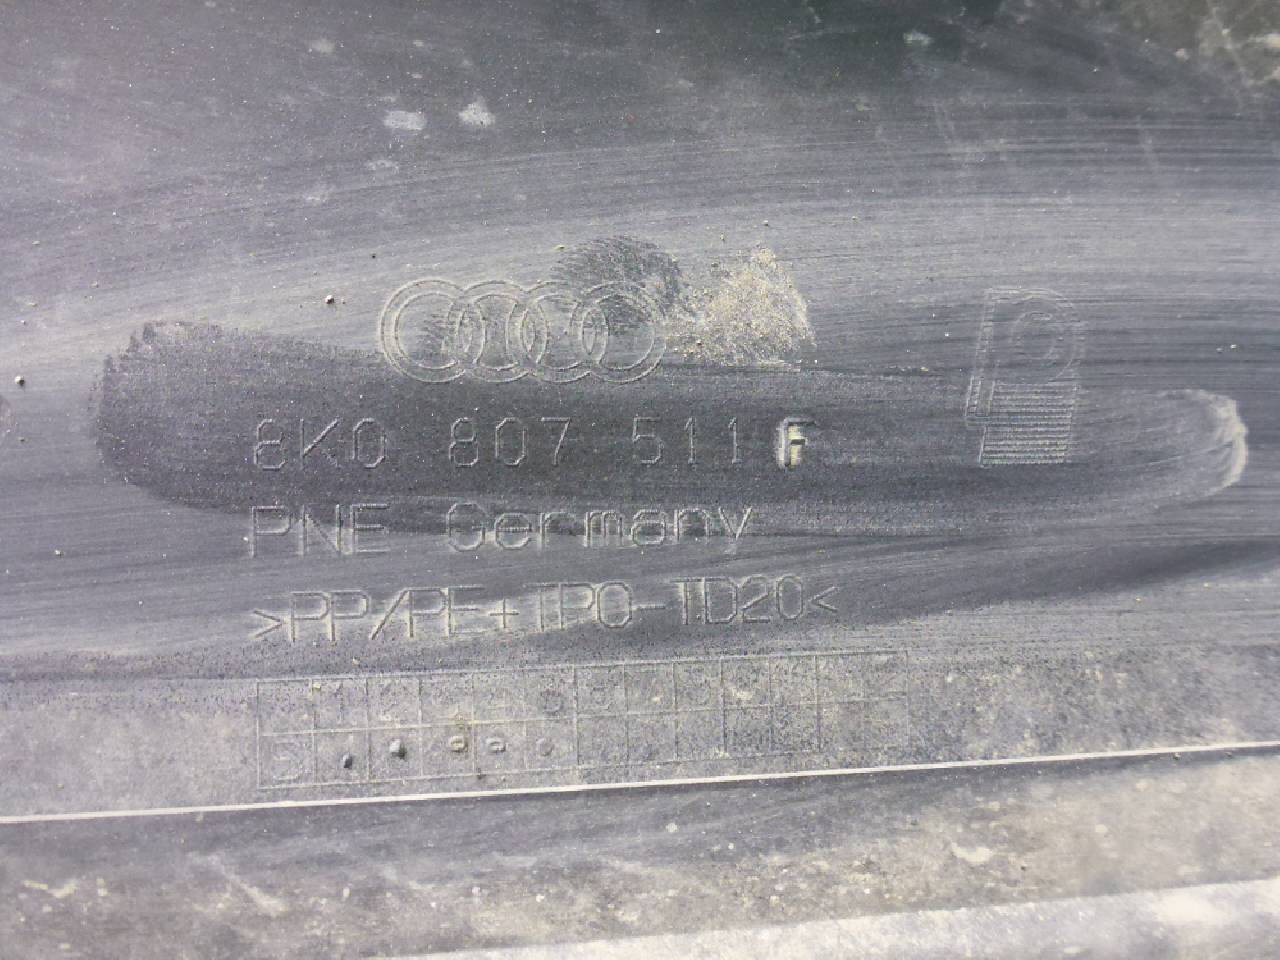 8K0 807 511 F
PNE Germany
>PP/PE+TPO-TD20<